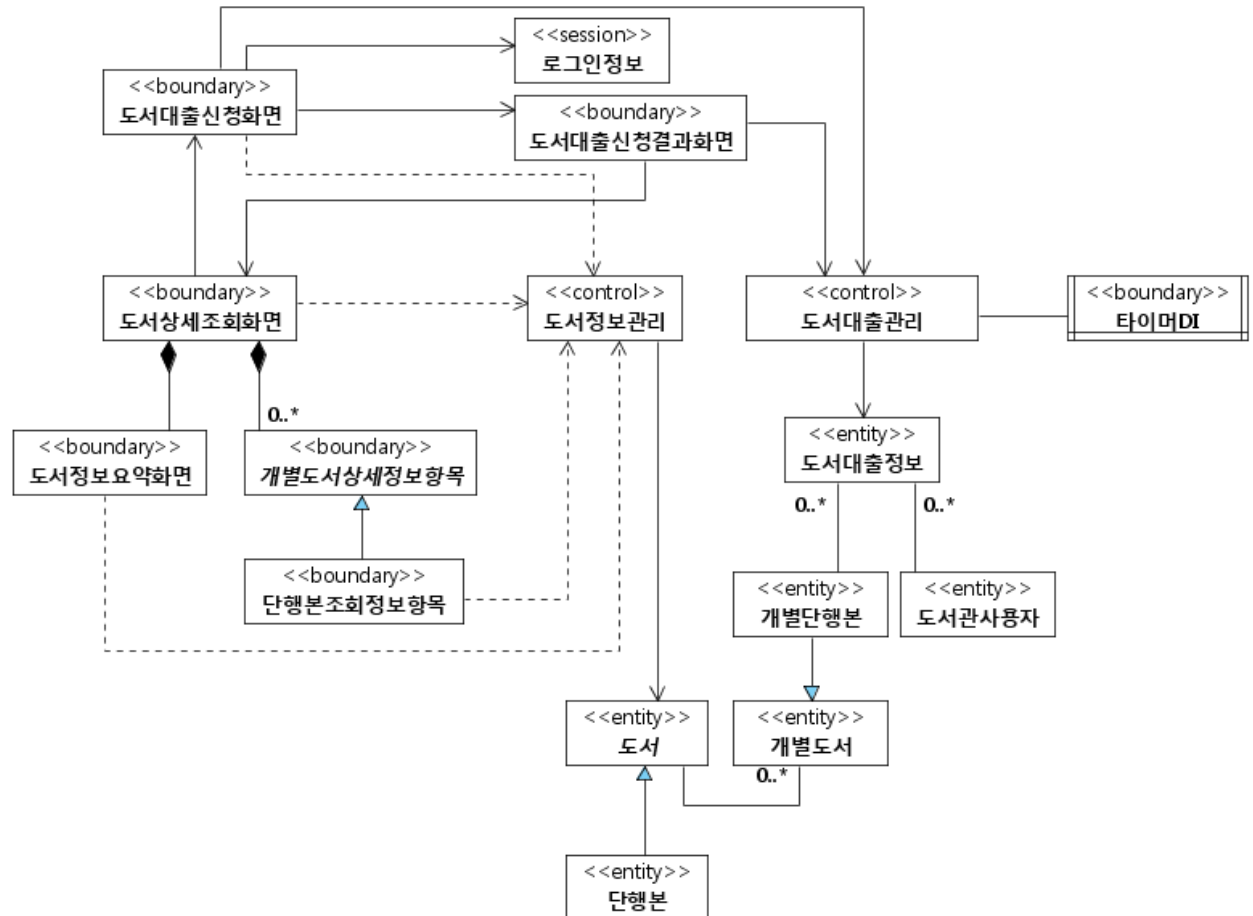 <<session>>
로그인정보
<<boundary>>
도서대출신청화면
<<boundary>>
도서대출신청결과화면
<<boundary>>
도서상세조회화면
<<control>>
도서정보관리
<<control>>
도서대출관리
<<boundary>>
타이머DI
0..*
<<boundary>>
도서정보요약화면
<<boundary>>
개별도서상세정보항목
<<entity>>
도서대출정보
0..*
0..*
<<boundary>>
단행본조회정보항목
<<entity>>
개별단행본
<<entity>>
도서관사용자
<<entity>>
도서
<<entity>>
개별도서
0..*
<<entity>>
단행본